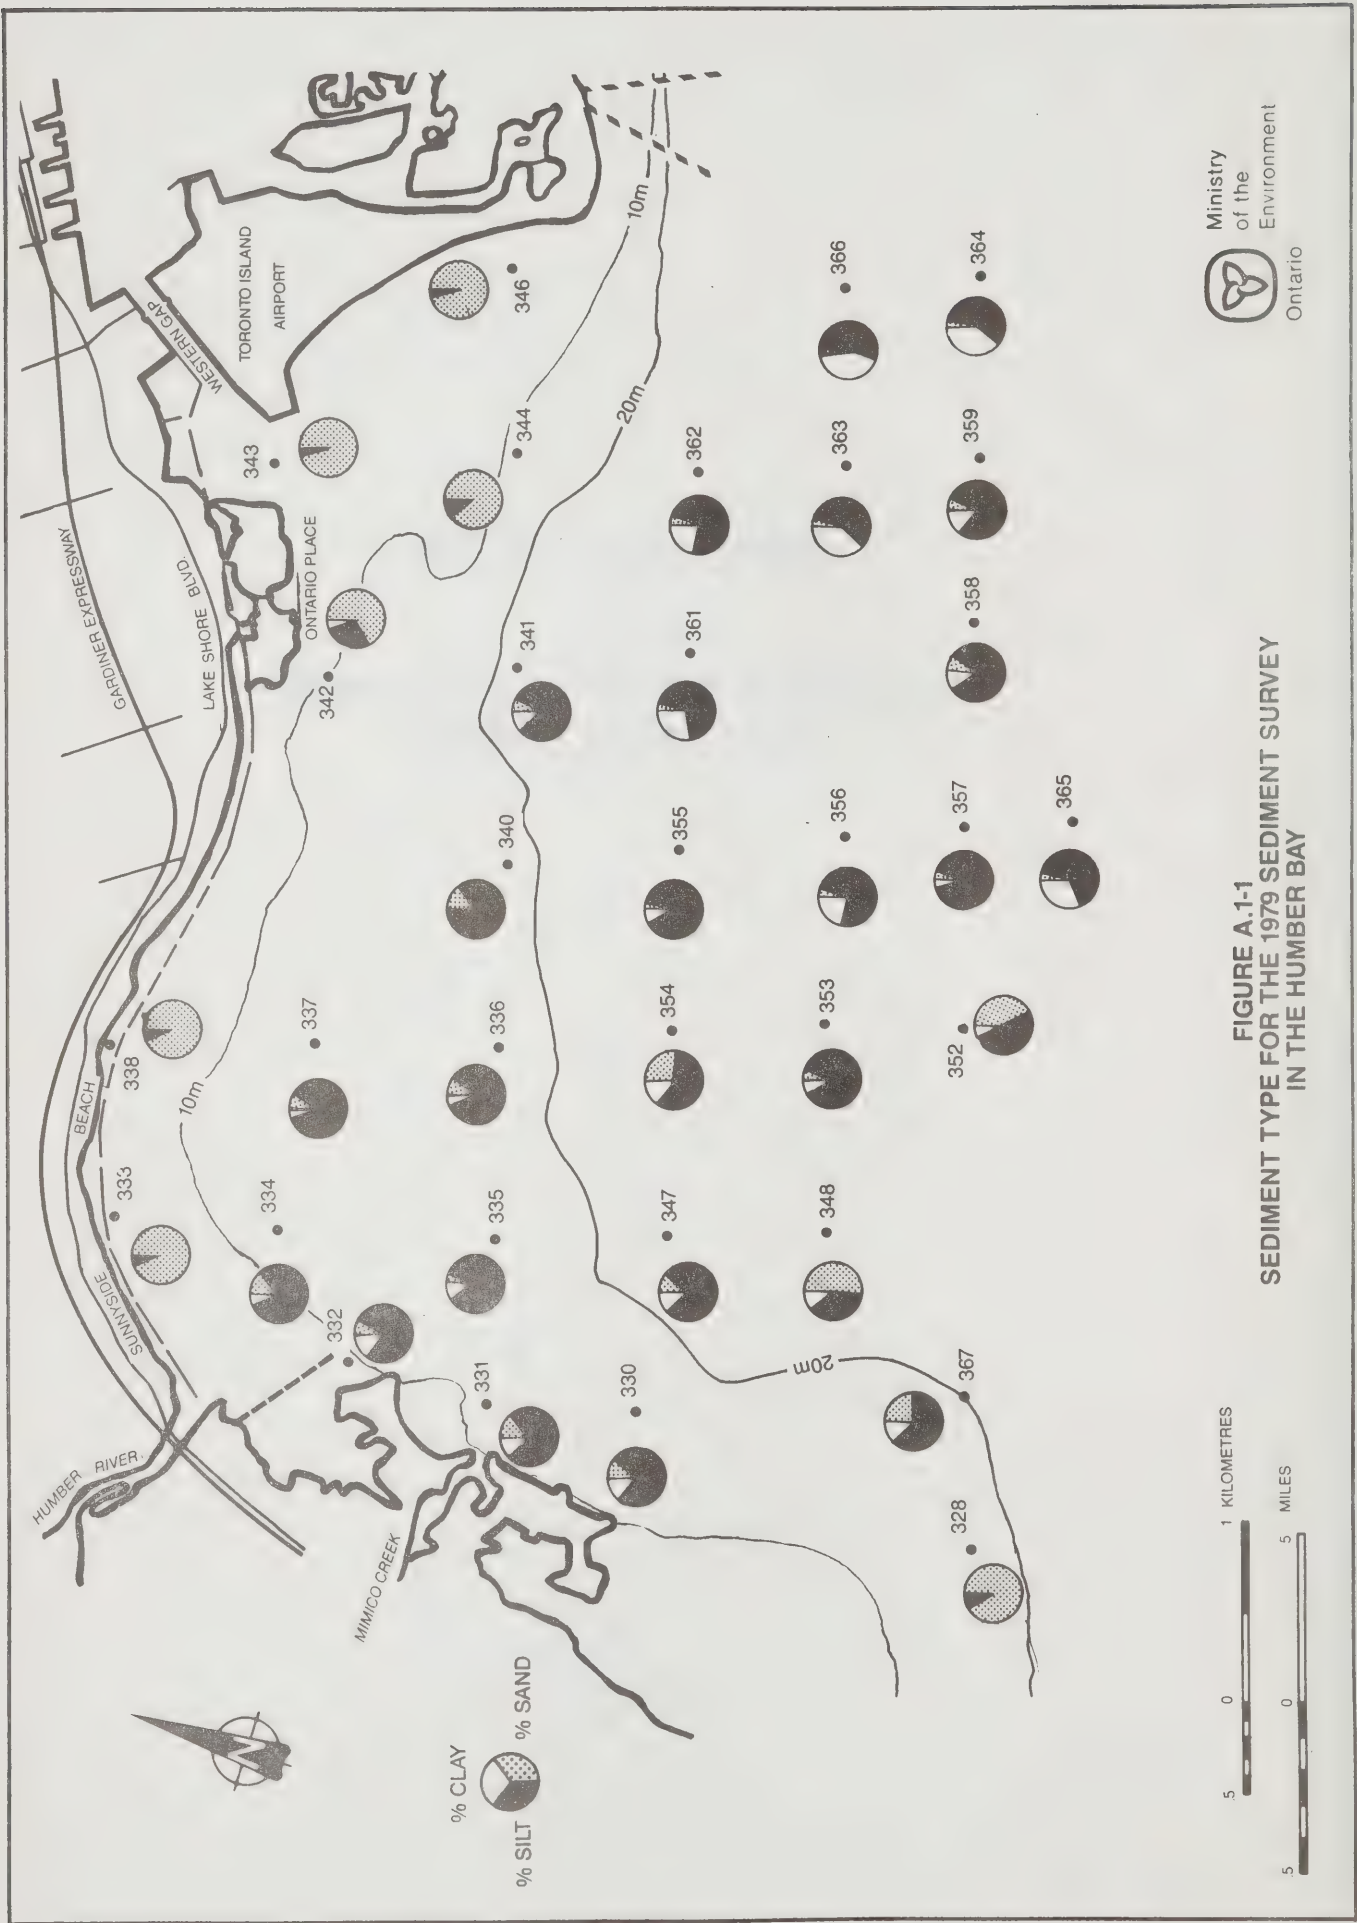 GARDINER EXPRESSWAY
LAKE SHORE BLVD.
WESTERN GAP
TORONTO ISLAND
AIRPORT
ONTARIO PLACE
HUMBER RIVER
SUNNYSIDE
BEACH
MIMICO CREEK
10m
10m
20m
20m
333
338
334
337
332
342
343
344
346
331
335
336
340
341
330
347
354
355
361
362
348
353
356
363
366
367
352
357
358
359
364
328
365
% CLAY
% SILT
% SAND
N
.5 0 1 KILOMETRES
.5 0 5 MILES
FIGURE A.1-1
SEDIMENT TYPE FOR THE 1979 SEDIMENT SURVEY
IN THE HUMBER BAY
Ministry
of the
Environment
Ontario